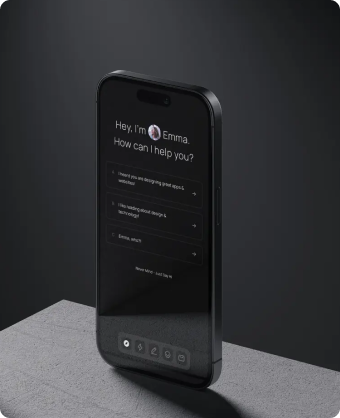 Hey, I'm Emma.
How can I help you?
I heard you are designing great apps &
websites!
I like reading about design &
technology!
Emma, who?!